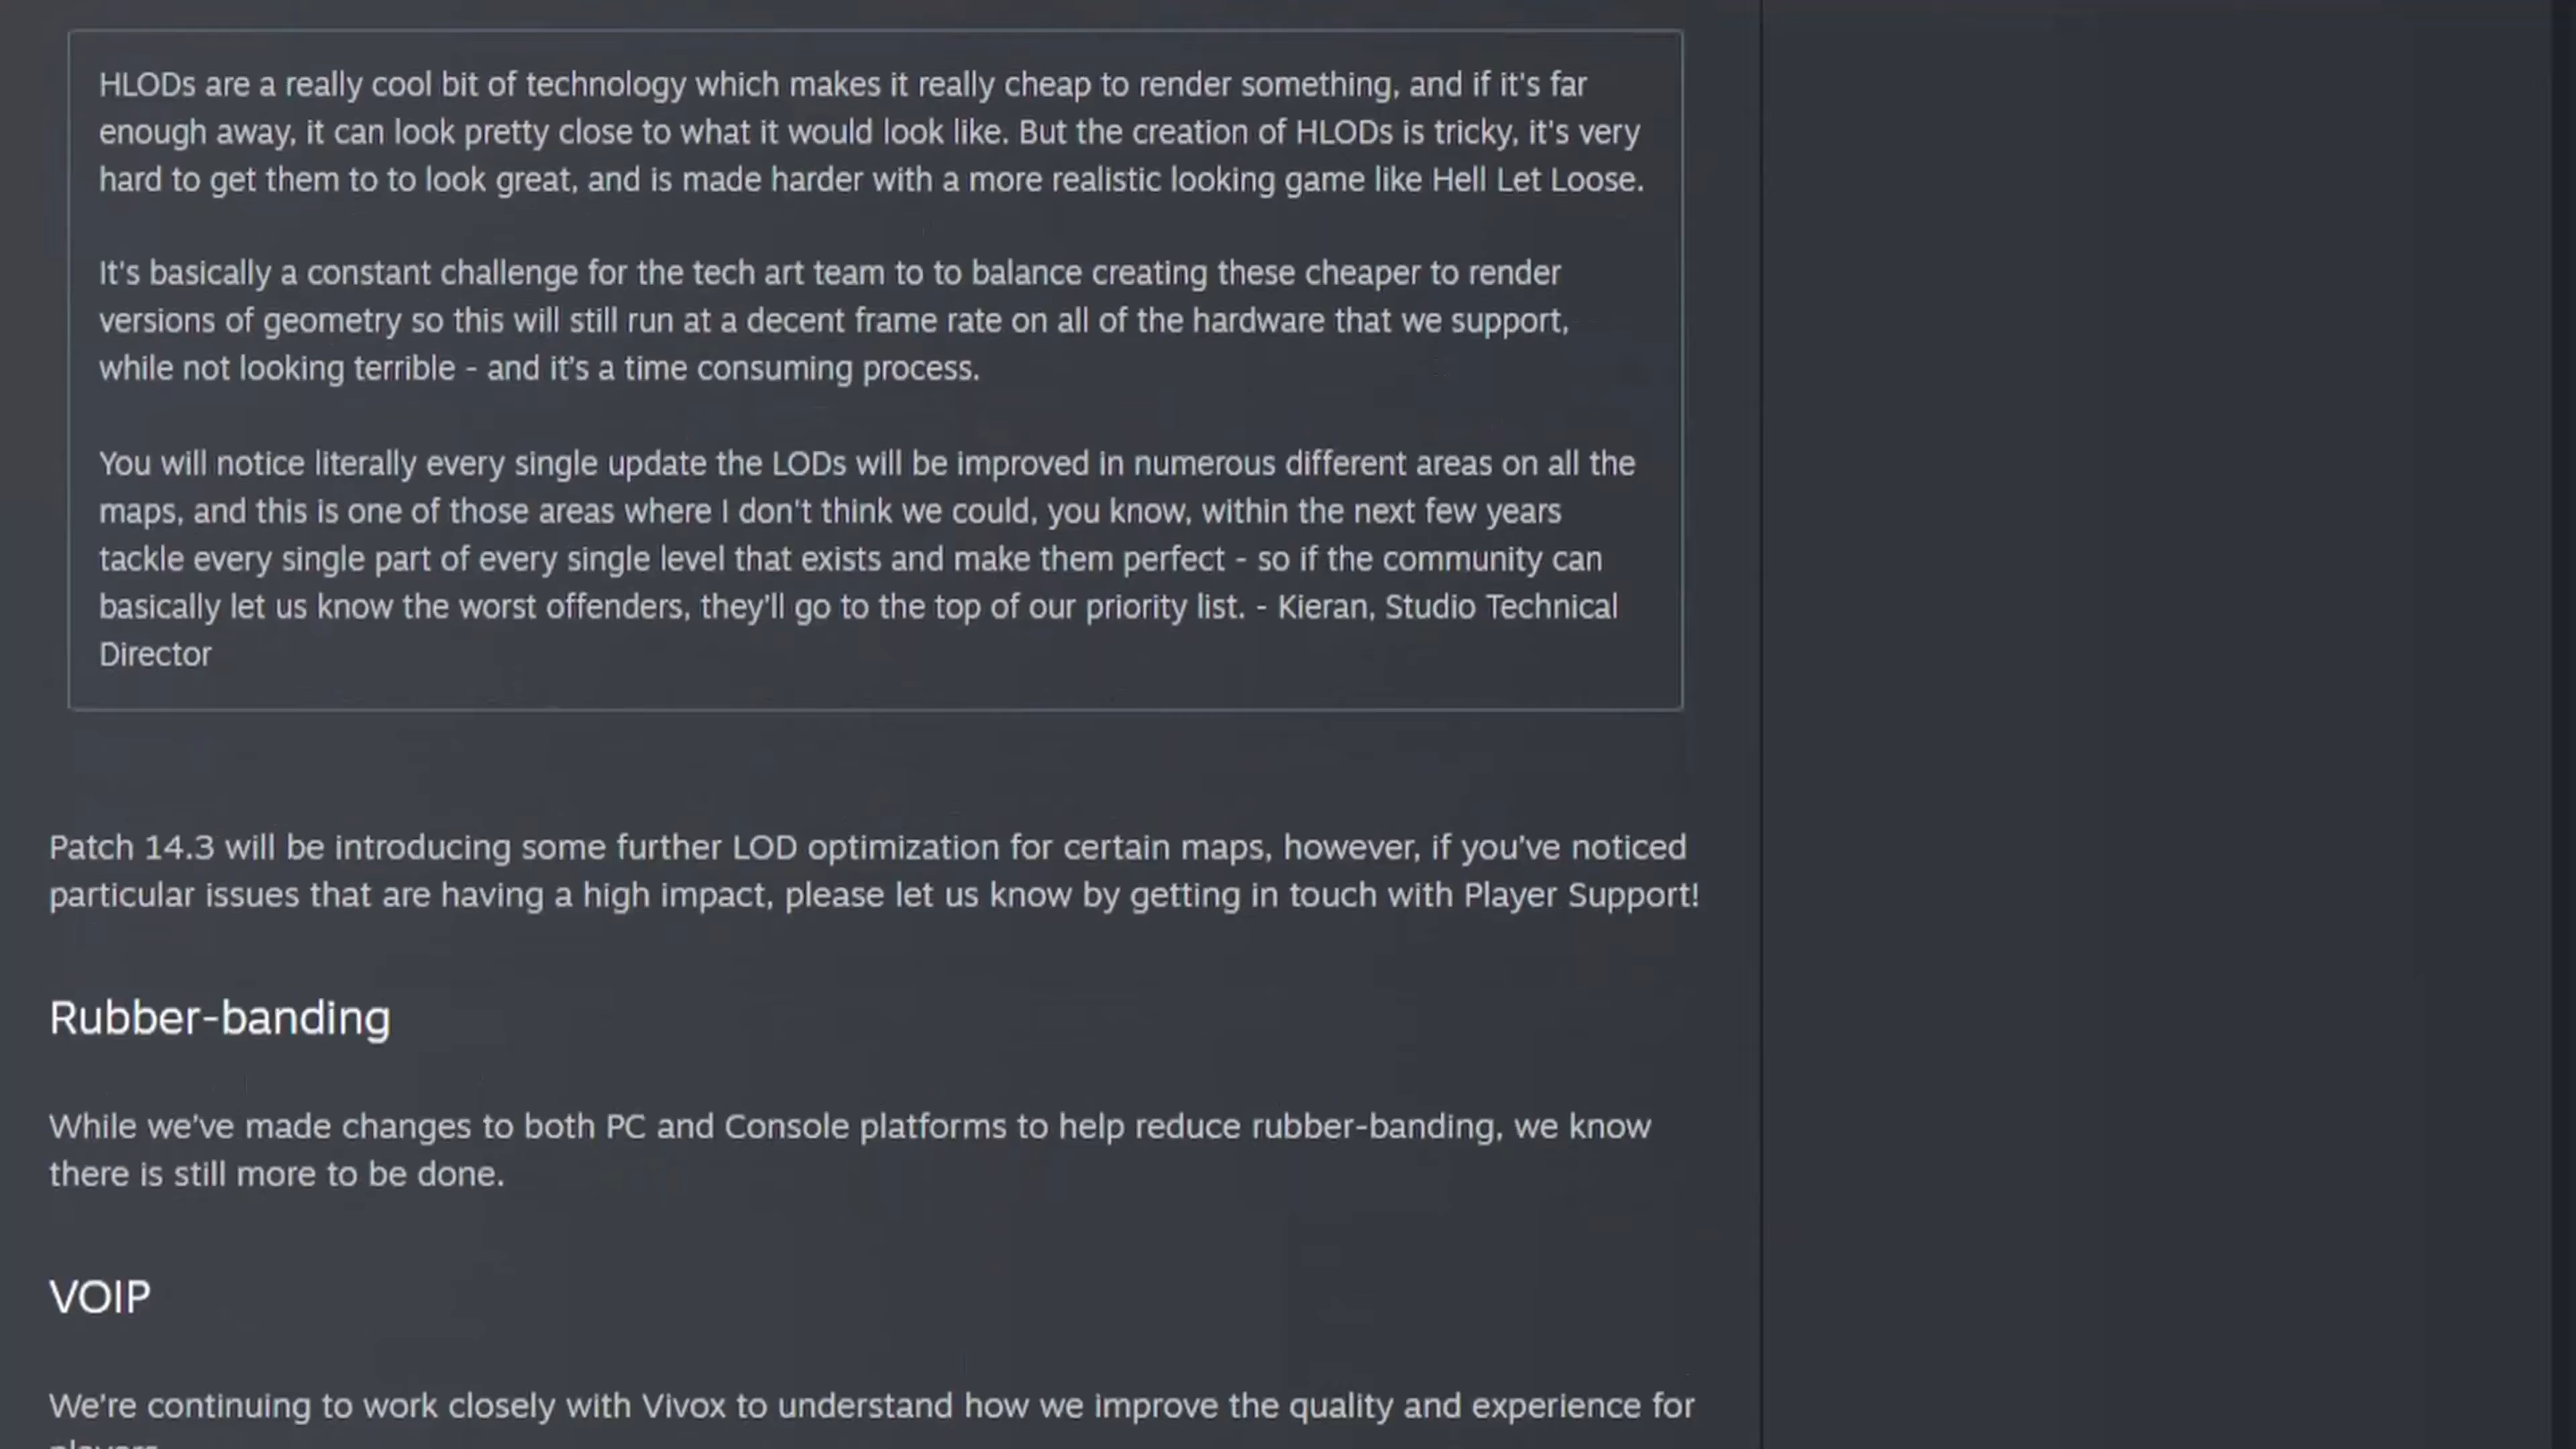 HLODs are a really cool bit of technology which makes it really cheap to render something, and if it's far
enough away, it can look pretty close to what it would look like. But the creation of HLODs is tricky, it's very
hard to get them to to look great, and is made harder with a more realistic looking game like Hell Let Loose.
It's basically a constant challenge for the tech art team to to balance creating these cheaper to render
versions of geometry so this will still run at a decent frame rate on all of the hardware that we support,
while not looking terrible - and it's a time consuming process.
You will notice literally every single update the LODs will be improved in numerous different areas on all the
maps, and this is one of those areas where I don't think we could, you know, within the next few years
tackle every single part of every single level that exists and make them perfect - so if the community can
basically let us know the worst offenders, they'll go to the top of our priority list. - Kieran, Studio Technical
Director
Patch 14.3 will be introducing some further LOD optimization for certain maps, however, if you've noticed
particular issues that are having a high impact, please let us know by getting in touch with Player Support!
Rubber-banding
While we've made changes to both PC and Console platforms to help reduce rubber-banding, we know
there is still more to be done.
VOIP
We're continuing to work closely with Vivox to understand how we improve the quality and experience for